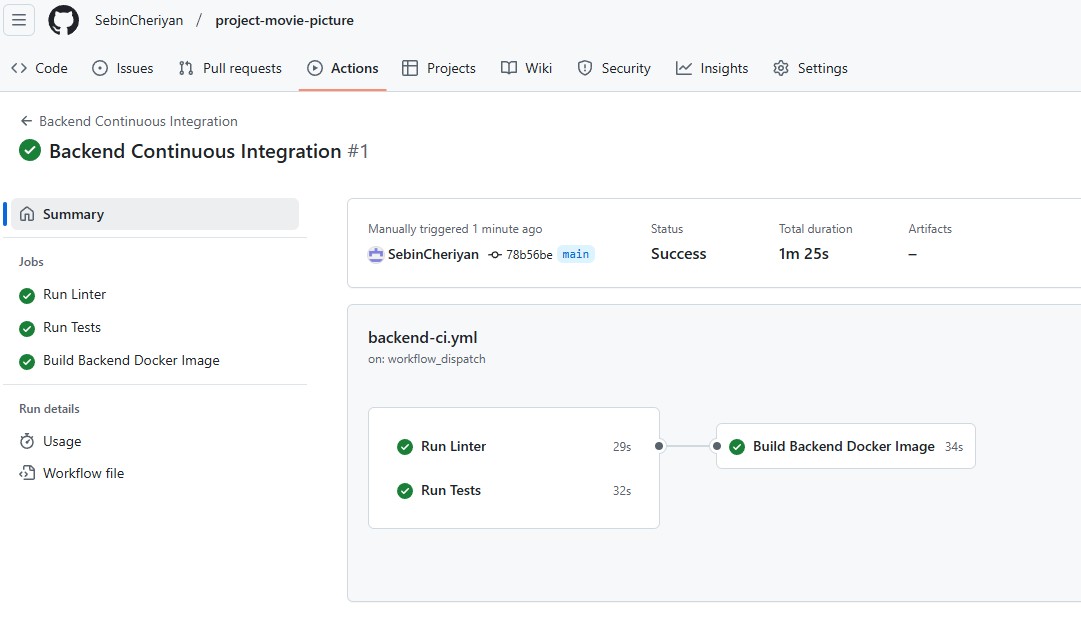 SebinCheriyan / project-movie-picture
Code Issues Pull requests Actions Projects Wiki Security Insights Settings
Backend Continuous Integration
Backend Continuous Integration #1
Summary
Jobs
Run Linter
Run Tests
Build Backend Docker Image
Run details
Usage
Workflow file
Manually triggered 1 minute ago
SebinCheriyan 78b56be main
Status
Success
Total duration
1m 25s
Artifacts
–
backend-ci.yml
on: workflow_dispatch
Run Linter 29s
Run Tests 32s
Build Backend Docker Image 34s